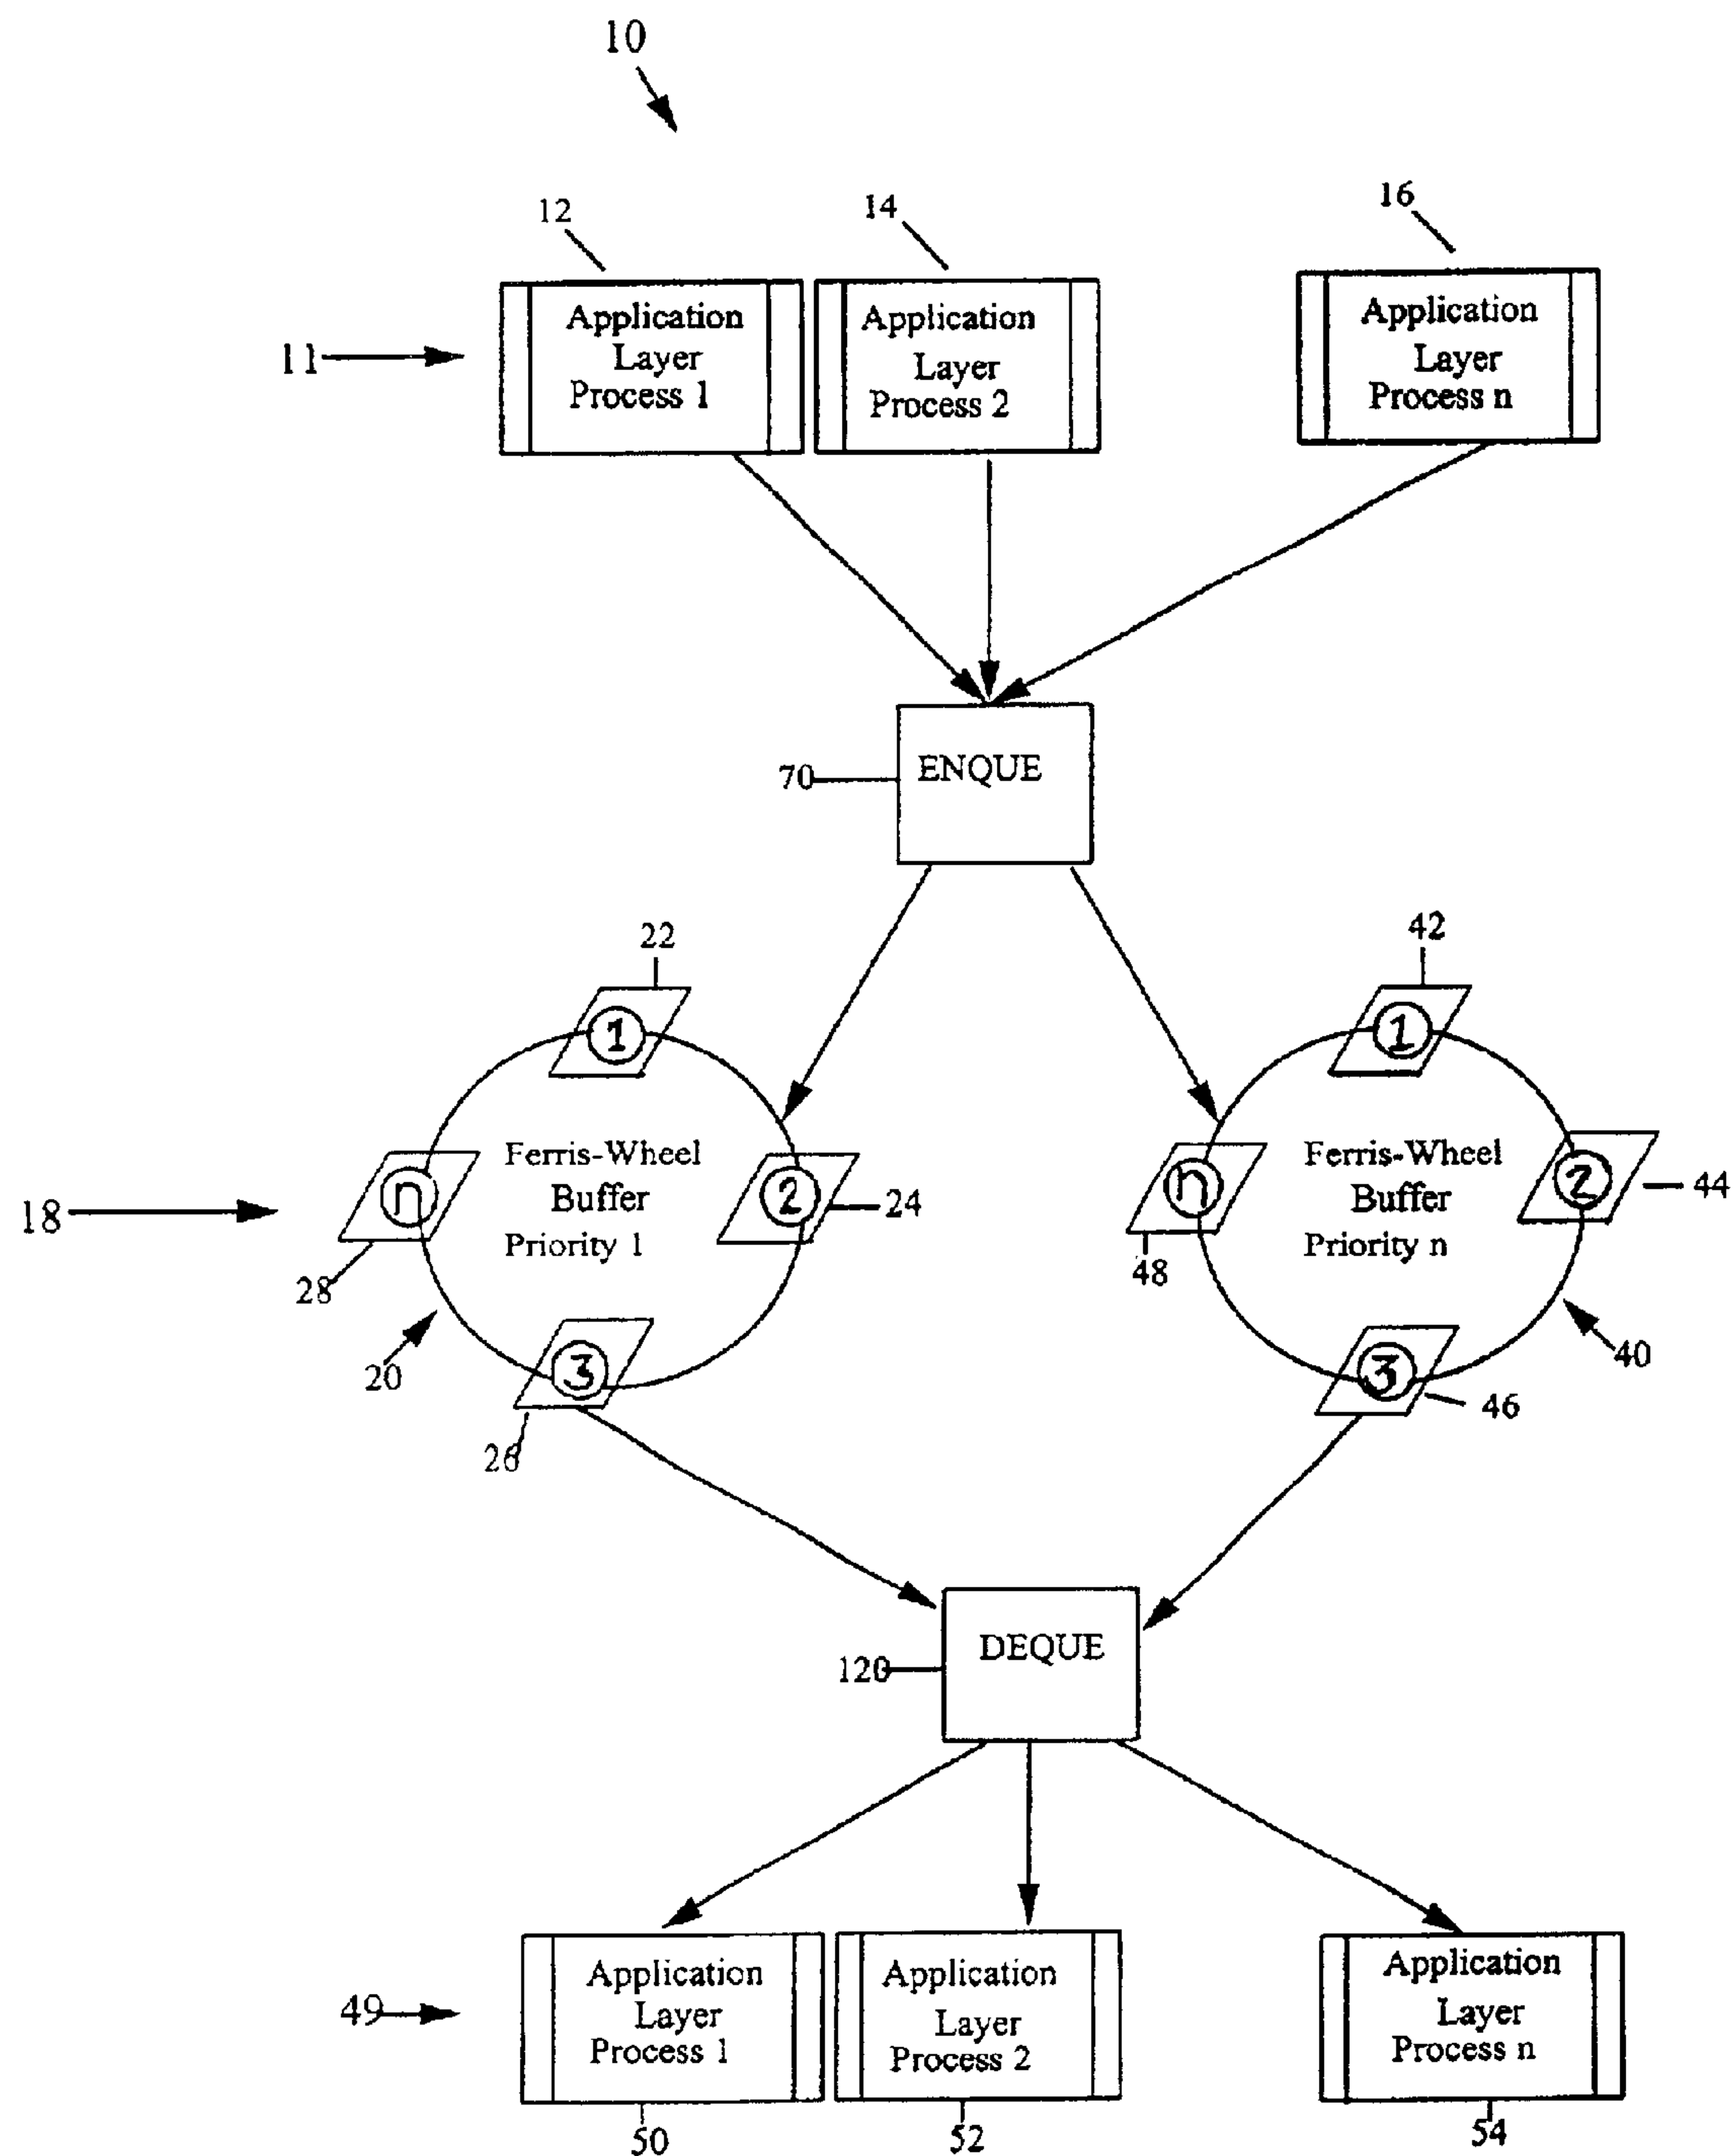 10
12
14
16
11
Application
Layer
Process 1
Application
Layer
Process 2
Application
Layer
Process n
70
ENQUE
22
42
1
1
18
n
Ferris-Wheel
Buffer
Priority 1
2
24
n
Ferris-Wheel
Buffer
Priority n
2
44
28
48
20
3
40
3
26
46
120
DEQUE
49
Application
Layer
Process 1
Application
Layer
Process 2
Application
Layer
Process n
50
52
54